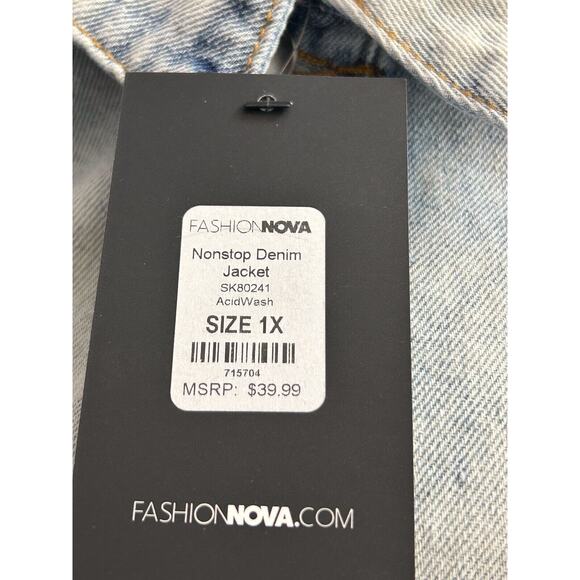 FASHIONNOVA
Nonstop Denim
Jacket
SK80241
AcidWash
SIZE 1X
715704
MSRP: $39.99
FASHIONNOVA.COM